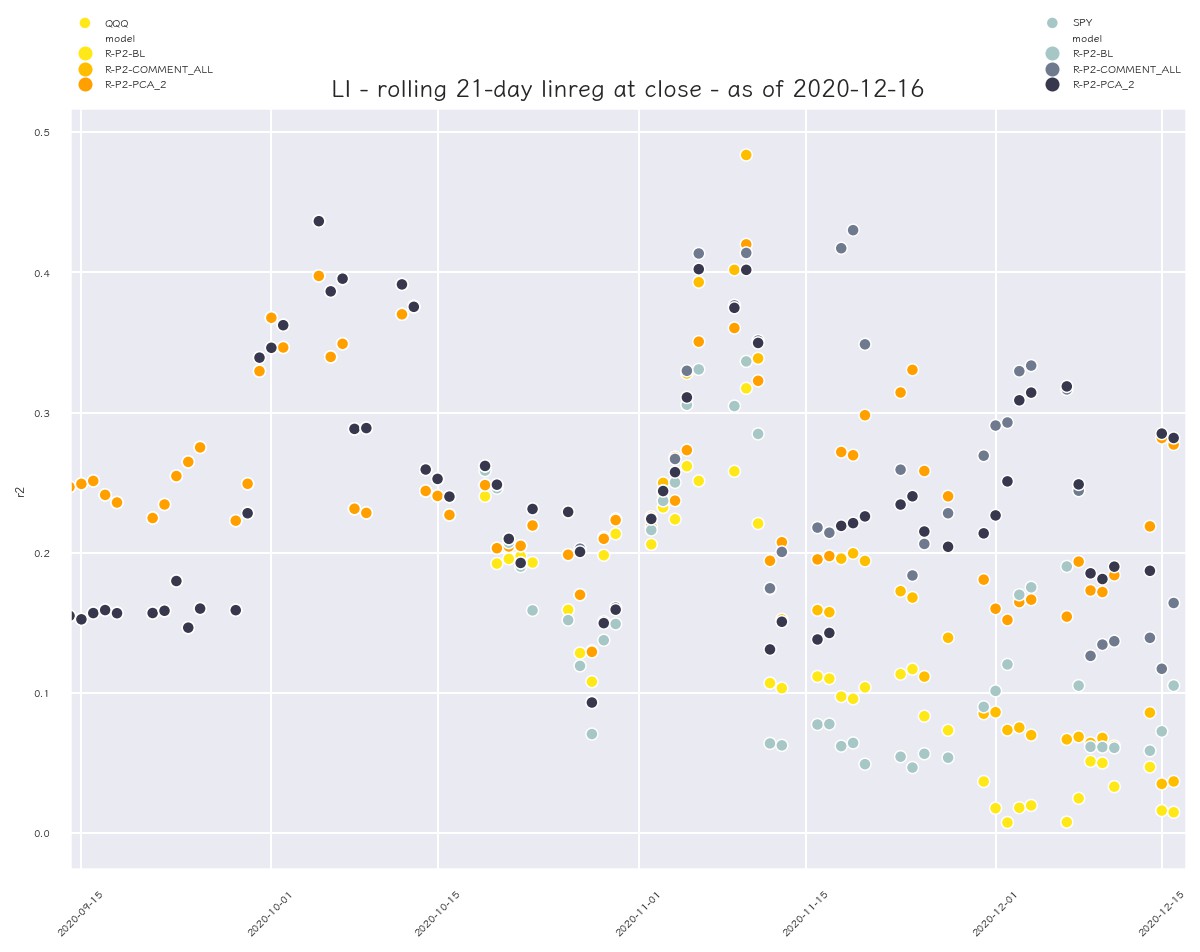 QQQ
model
R-P2-BL
R-P2-COMMENT_ALL
R-P2-PCA_2
SPY
model
R-P2-BL
R-P2-COMMENT_ALL
R-P2-PCA_2
LI - rolling 21-day linreg at close - as of 2020-12-16
0.5
0.4
0.3
0.2
0.1
0.0
r2
2020-09-15
2020-10-01
2020-10-15
2020-11-01
2020-11-15
2020-12-01
2020-12-15